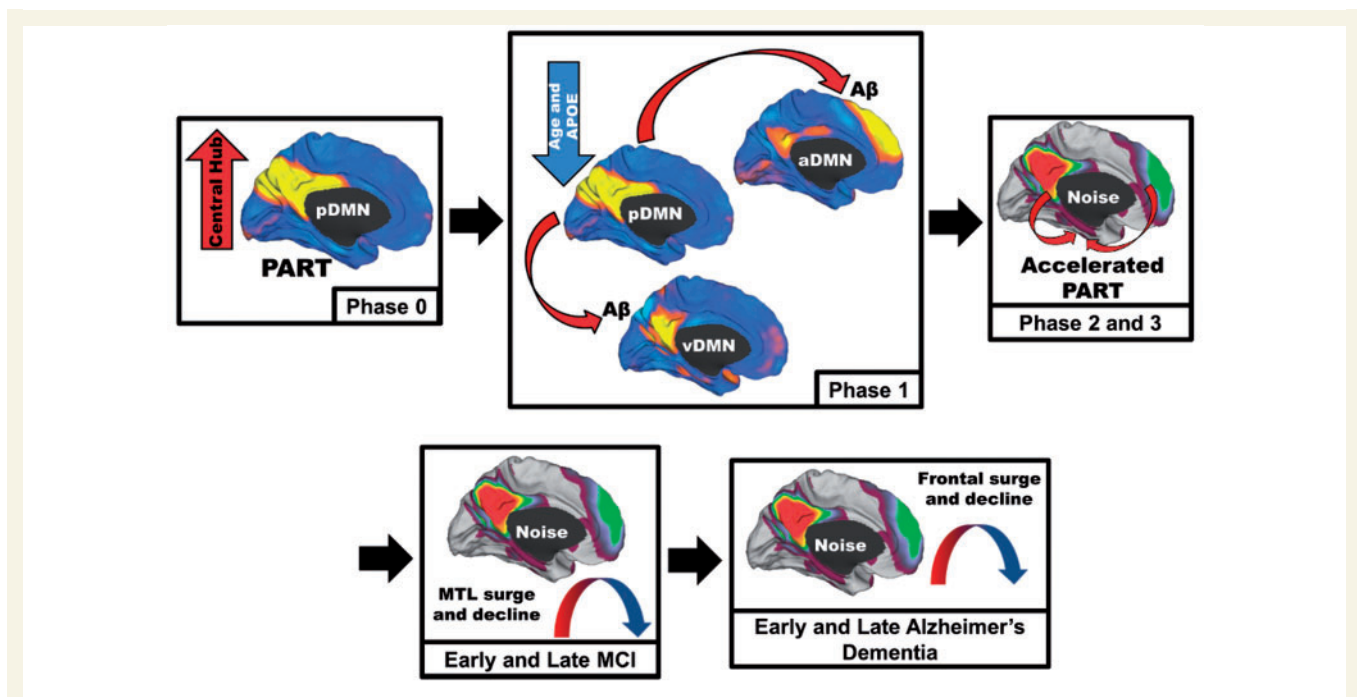 Central Hub
pDMN
PART
Phase 0
Age and
APOE
Aβ
aDMN
pDMN
Aβ
vDMN
Phase 1
Noise
Accelerated
PART
Phase 2 and 3
Noise
MTL surge
and decline
Early and Late MCI
Frontal surge
and decline
Noise
Early and Late Alzheimer's
Dementia